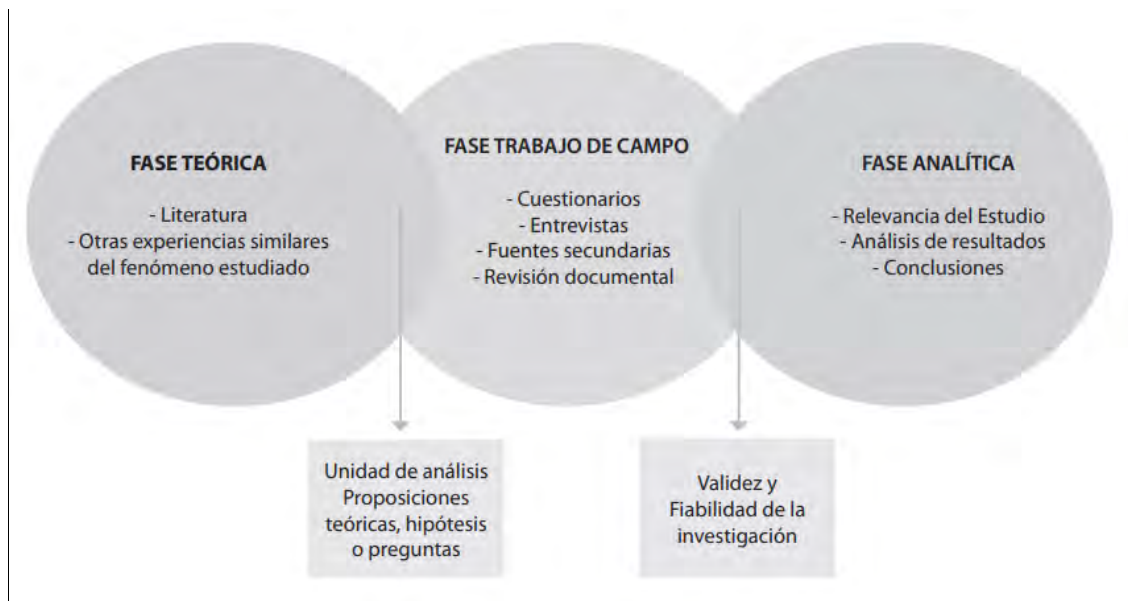 FASE TEÓRICA
- Literatura
- Otras experiencias similares
del fenómeno estudiado
FASE TRABAJO DE CAMPO
- Cuestionarios
- Entrevistas
- Fuentes secundarias
- Revisión documental
FASE ANALÍTICA
- Relevancia del Estudio
- Análisis de resultados
- Conclusiones
Unidad de análisis
Proposiciones
teóricas, hipótesis
o preguntas
Validez y
Fiabilidad de la
investigación